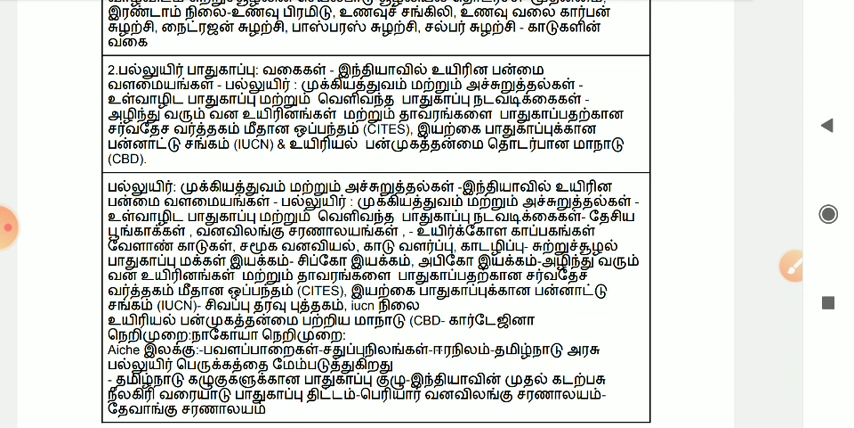 இரண்டாம் நிலை-உணவு பிரமிடு, உணவுச் சங்கிலி, உணவு வலை கார்பன்
சுழற்சி, நைட்ரஜன் சுழற்சி, பாஸ்பரஸ் சுழற்சி, சல்பர் சுழற்சி - காடுகளின்
வகை
2.பல்லுயிர் பாதுகாப்பு: வகைகள் - இந்தியாவில் உயிரின பன்மை
வளமையங்கள் - பல்லுயிர் : முக்கியத்துவம் மற்றும் அச்சுறுத்தல்கள் -
உள்வாழிட பாதுகாப்பு மற்றும் வெளிவந்த பாதுகாப்பு நடவடிக்கைகள் -
அழிந்து வரும் வன உயிரினங்கள் மற்றும் தாவரங்களை பாதுகாப்பதற்கான
சர்வதேச வர்த்தகம் மீதான ஒப்பந்தம் (CITES), இயற்கை பாதுகாப்புக்கான
பன்னாட்டு சங்கம் (IUCN) & உயிரியல் பன்முகத்தன்மை தொடர்பான மாநாடு
(CBD).
பல்லுயிர்: முக்கியத்துவம் மற்றும் அச்சுறுத்தல்கள் -இந்தியாவில் உயிரின
பன்மை வளமையங்கள் - பல்லுயிர் : முக்கியத்துவம் மற்றும் அச்சுறுத்தல்கள் -
உள்வாழிட பாதுகாப்பு மற்றும் வெளிவந்த பாதுகாப்பு நடவடிக்கைகள்- தேசிய
பூங்காக்கள் , வனவிலங்கு சரணாலயங்கள் , - உயிர்க்கோள காப்பகங்கள்
வேளாண் காடுகள், சமூக வனவியல், காடு வளர்ப்பு, காடழிப்பு- சுற்றுச்சூழல்
பாதுகாப்பு மக்கள் இயக்கம்- சிப்கோ இயக்கம், அபிகோ இயக்கம்-அழிந்து வரும்
வன உயிரினங்கள் மற்றும் தாவரங்களை பாதுகாப்பதற்கான சர்வதேச
வர்த்தகம் மீதான ஒப்பந்தம் (CITES), இயற்கை பாதுகாப்புக்கான பன்னாட்டு
சங்கம் (IUCN)- சிவப்பு தரவு புத்தகம், iucn நிலை
உயிரியல் பன்முகத்தன்மை பற்றிய மாநாடு (CBD- கார்டேஜினா
நெறிமுறை:நாகோயா நெறிமுறை:
Aiche இலக்கு:-பவளப்பாறைகள்-சதுப்புநிலங்கள்-ஈரநிலம்-தமிழ்நாடு அரசு
பல்லுயிர் பெருக்கத்தை மேம்படுத்துகிறது
- தமிழ்நாடு கழுகுகளுக்கான பாதுகாப்பு குழு-இந்தியாவின் முதல் கடற்பசு
நீலகிரி வரையாடு பாதுகாப்பு திட்டம்-பெரியார் வனவிலங்கு சரணாலயம்-
தேவாங்கு சரணாலயம்